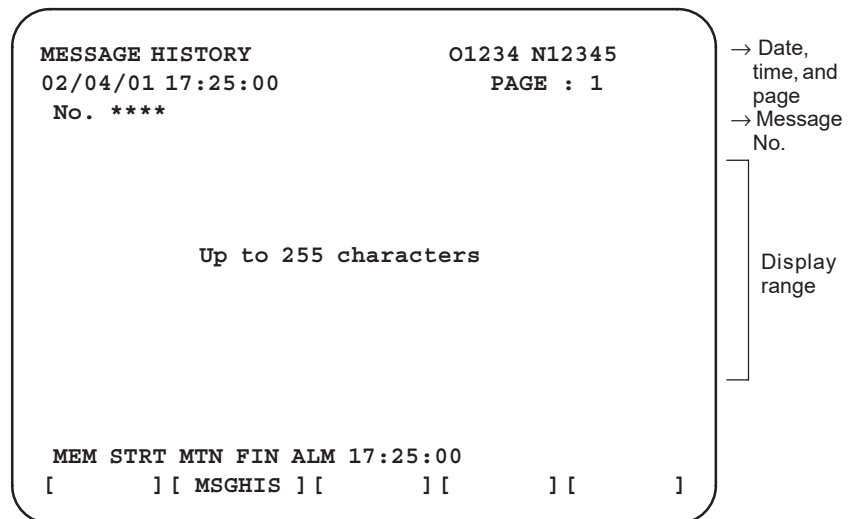 MESSAGE HISTORY O1234 N12345
02/04/01 17:25:00 PAGE : 1
No. ****
Up to 255 characters
MEM STRT MTN FIN ALM 17:25:00
[ ] [ MSGHIS ] [ ] [ ] [ ]
→ Date,
time, and
page
→ Message
No.
Display
range